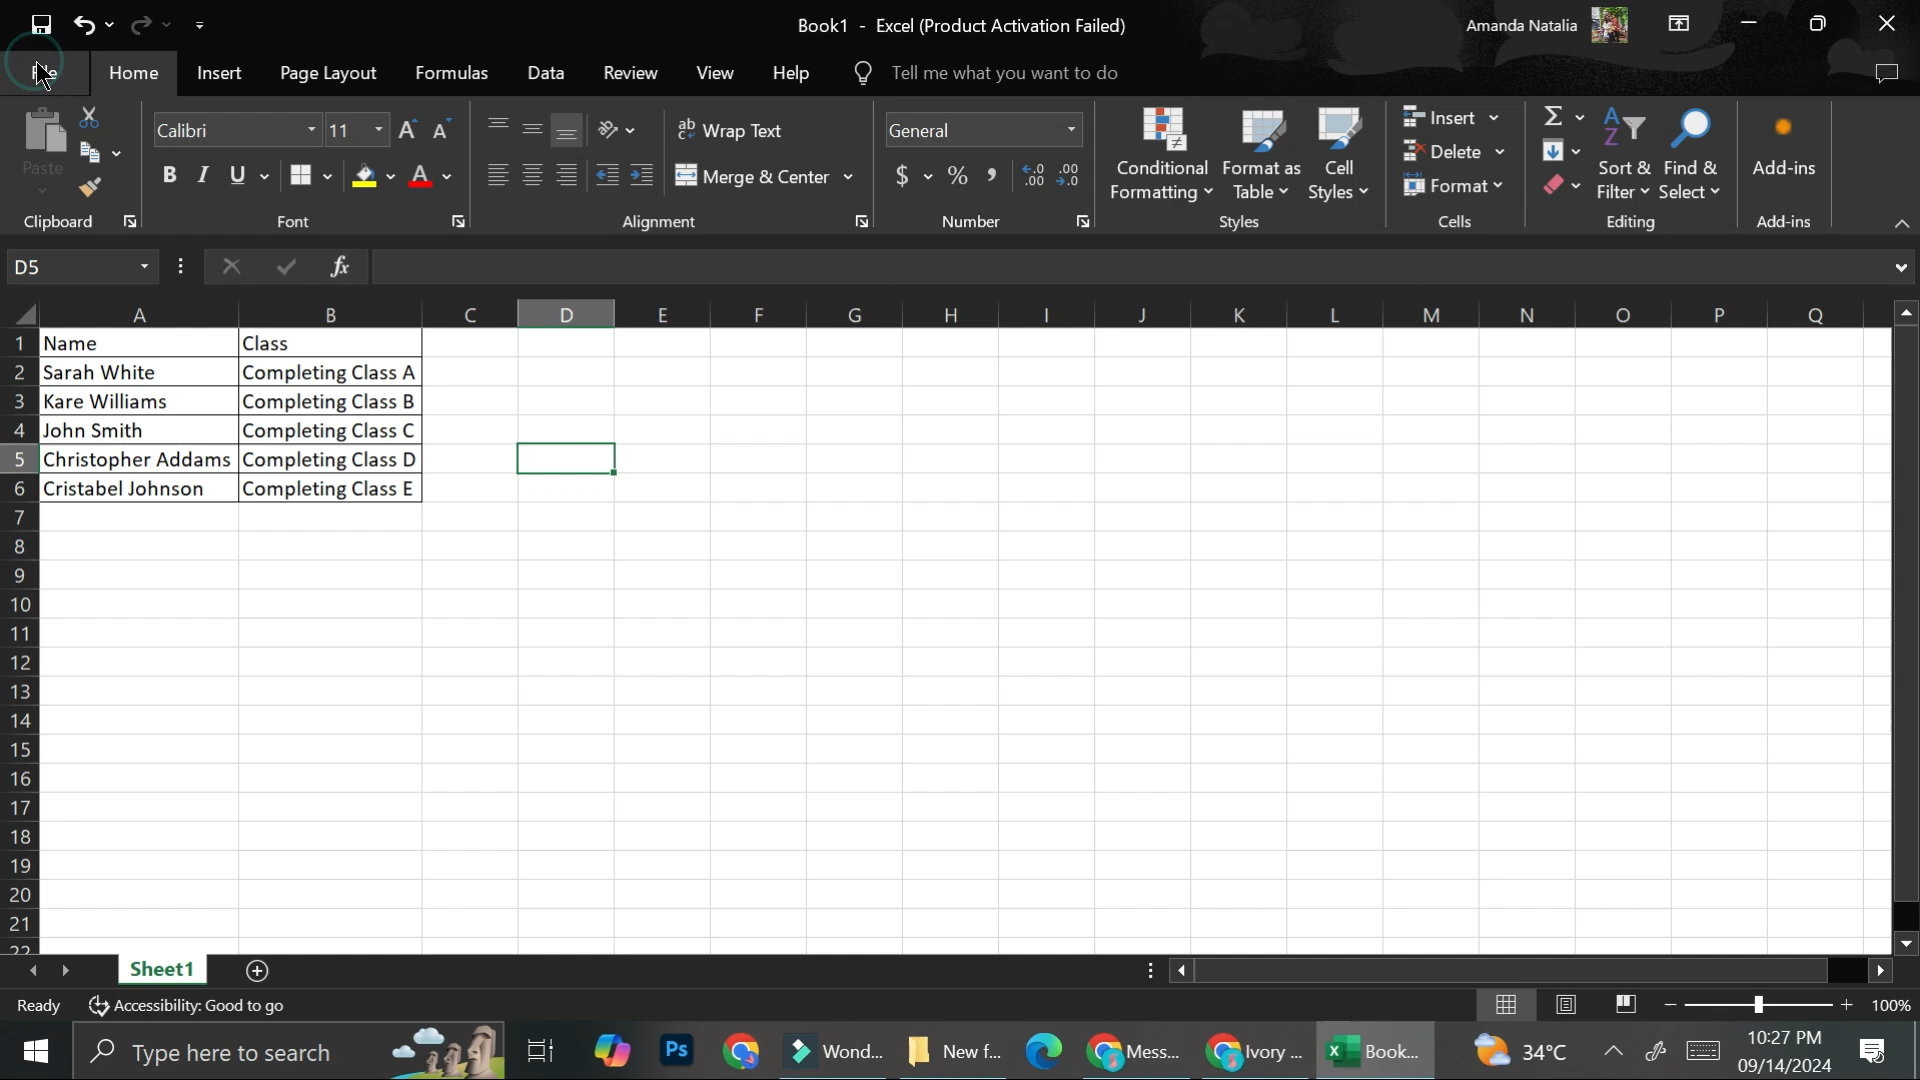 Book1 - Excel (Product Activation Failed)
Amanda Natalia
File Home Insert Page Layout Formulas Data Review View Help Tell me what you want to do
Calibri 11 Wrap Text General Insert
Paste Conditional Formatting Format as Table Cell Styles Delete Sort & Filter Find & Select Add-ins
B I U A Merge & Center $ % , Format
Clipboard Font Alignment Number Styles Cells Editing Add-ins
D5 fx
A B C D E F G H I J K L M N O P Q
1 Name Class
2 Sarah White Completing Class A
3 Kare Williams Completing Class B
4 John Smith Completing Class C
5 Christopher Addams Completing Class D
6 Cristabel Johnson Completing Class E
7
8
9
10
11
12
13
14
15
16
17
18
19
20
21
22
Sheet1
Ready Accessibility: Good to go 100%
Type here to search Ps Wond... New f... Mess... Ivory ... Book... 34°C 10:27 PM
09/14/2024